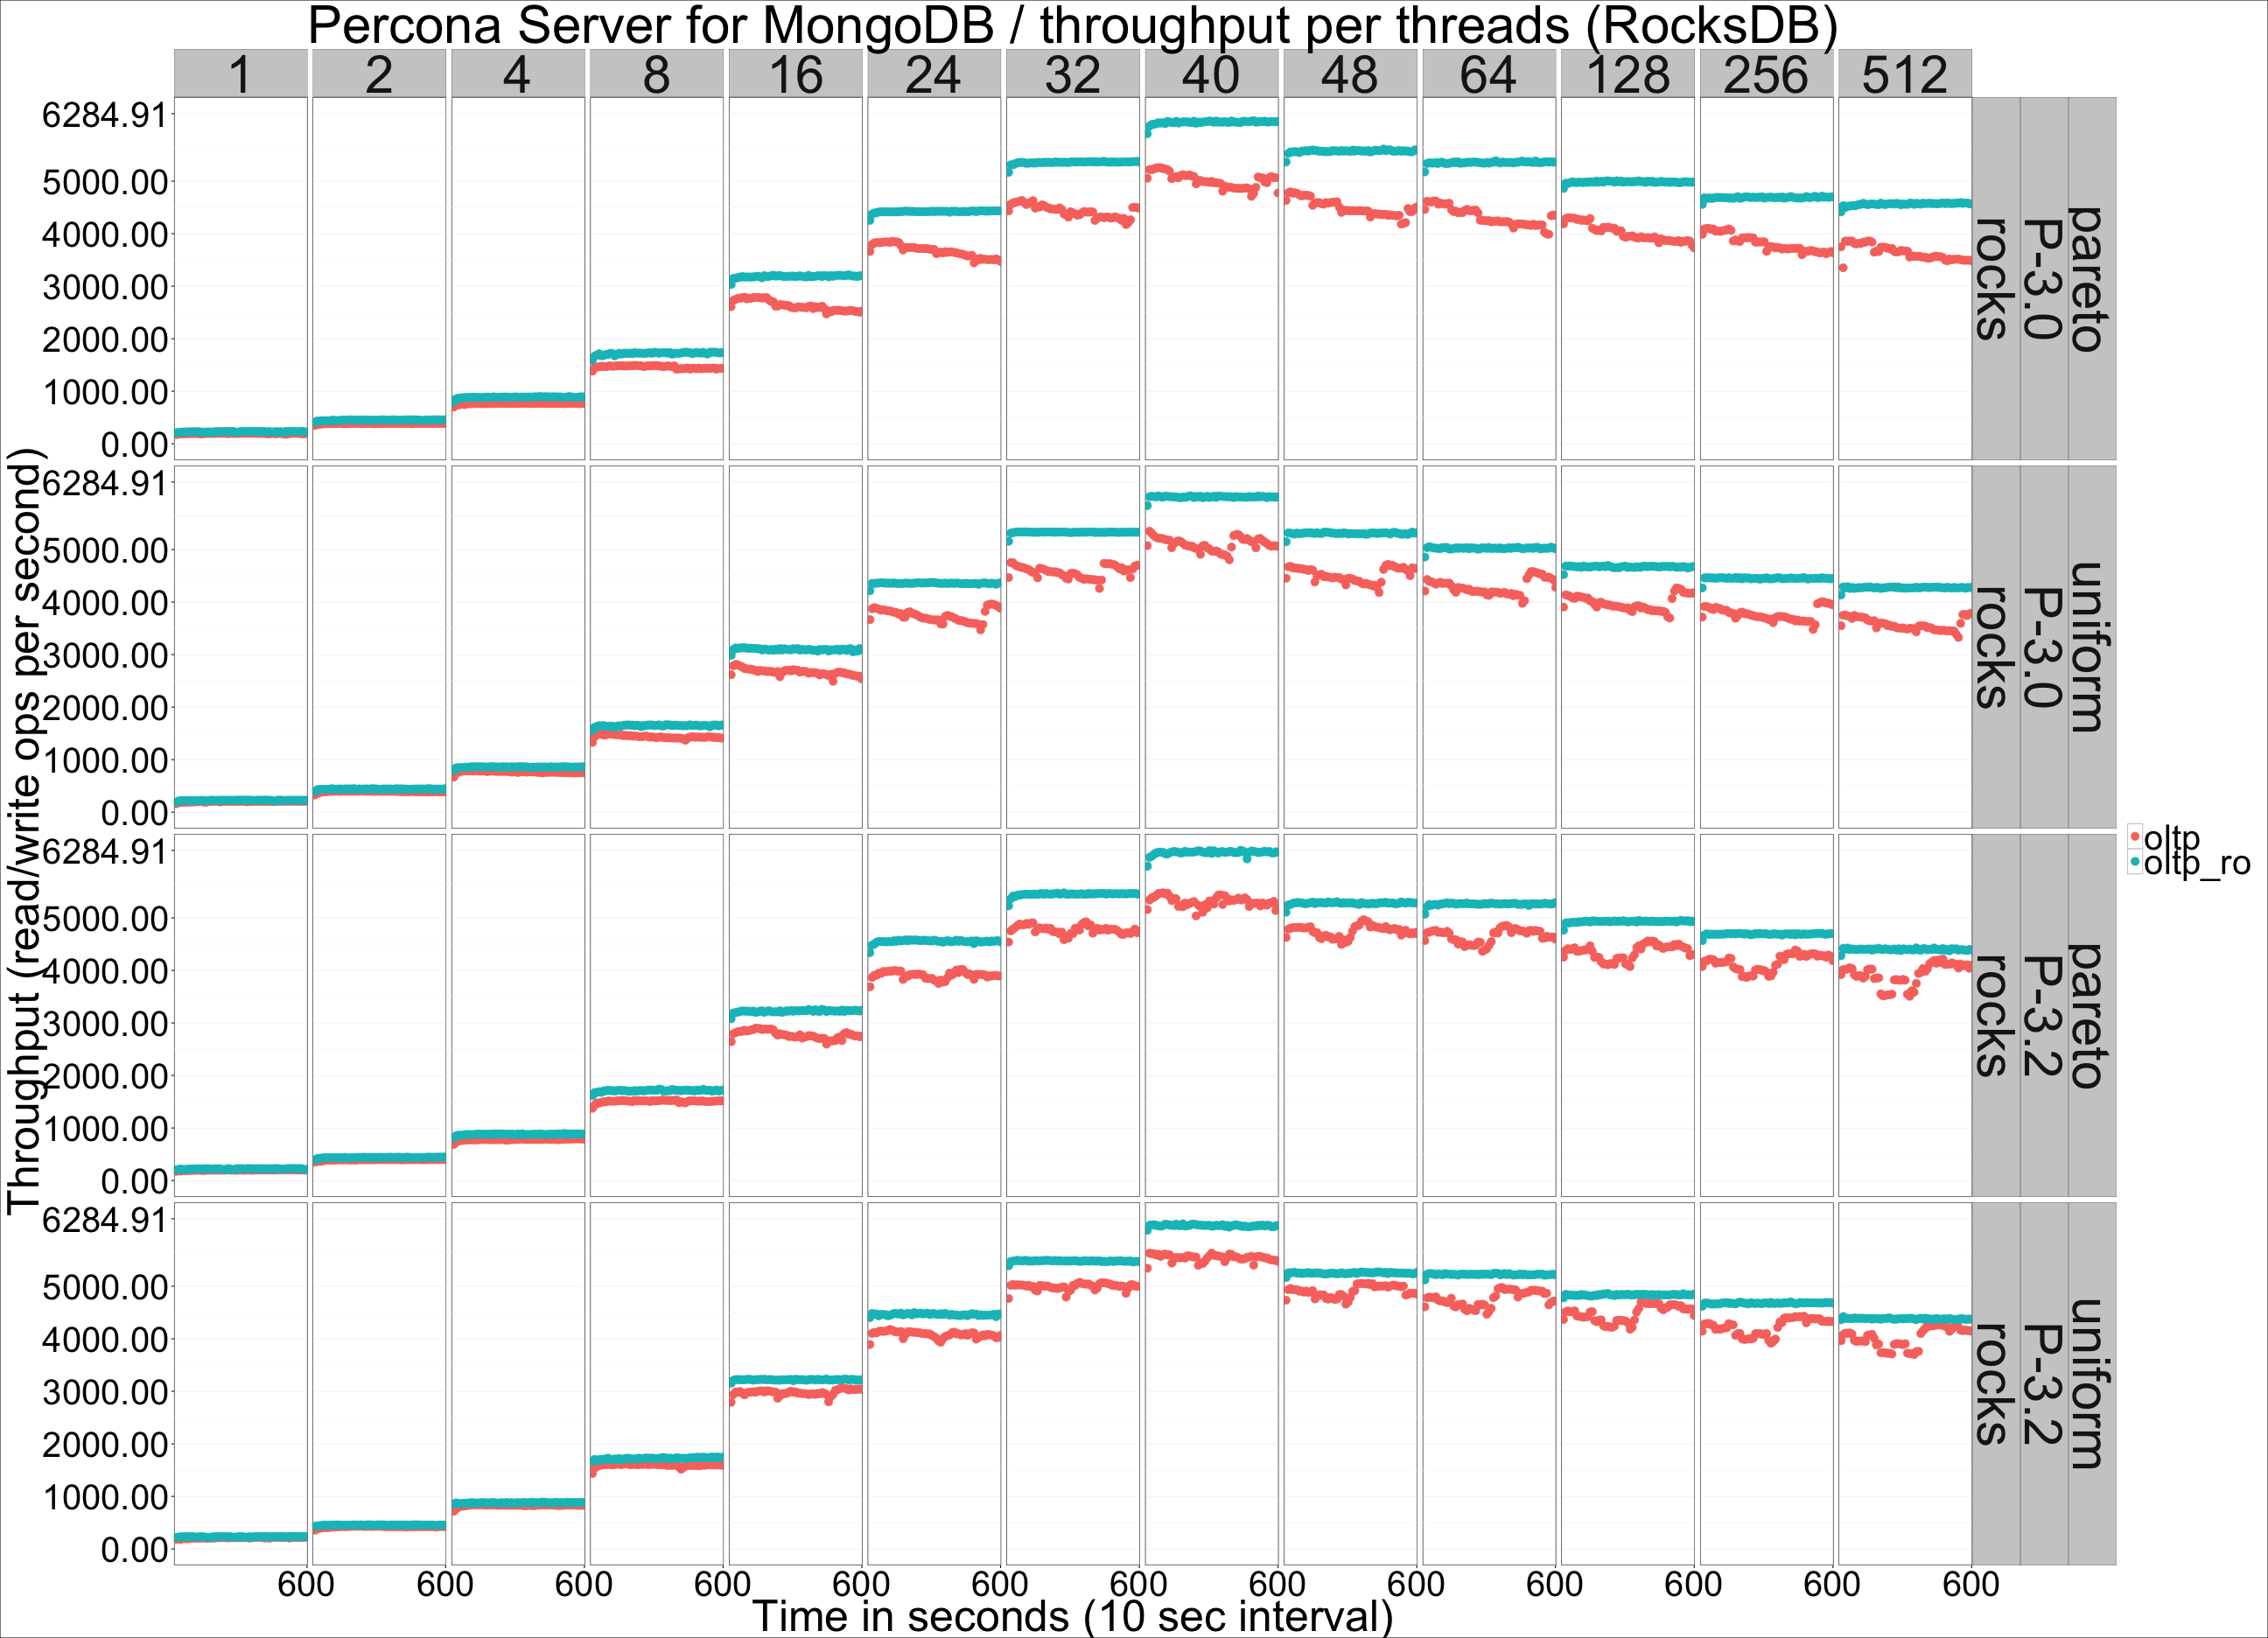 Percona Server for MongoDB / throughput per threads (RocksDB)
1 2 4 8 16 24 32 40 48 64 128 256 512
Throughput (read/write ops per second)
6284.91
5000.00
4000.00
3000.00
2000.00
1000.00
0.00
rocks
P-3.0
pareto
6284.91
5000.00
4000.00
3000.00
2000.00
1000.00
0.00
rocks
P-3.0
uniform
6284.91
5000.00
4000.00
3000.00
2000.00
1000.00
0.00
rocks
P-3.2
pareto
oltp
oltp_ro
6284.91
5000.00
4000.00
3000.00
2000.00
1000.00
0.00
rocks
P-3.2
uniform
600 600 600 600 600 600 600 600 600 600 600 600 600
Time in seconds (10 sec interval)